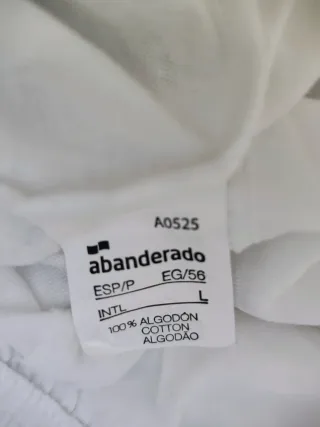 A0525
abanderado
ESP/P EG/56
INTL L
100% ALGODÓN
COTTON
ALGODÃO